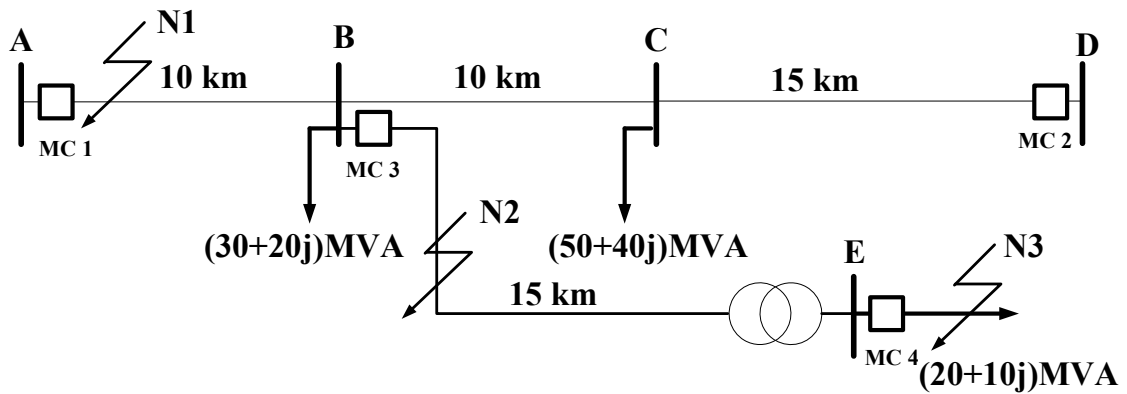 N1
A
B
C
D
10 km
10 km
15 km
MC 1
MC 3
MC 2
N2
(30+20j)MVA
(50+40j)MVA
E
N3
15 km
MC 4
(20+10j)MVA